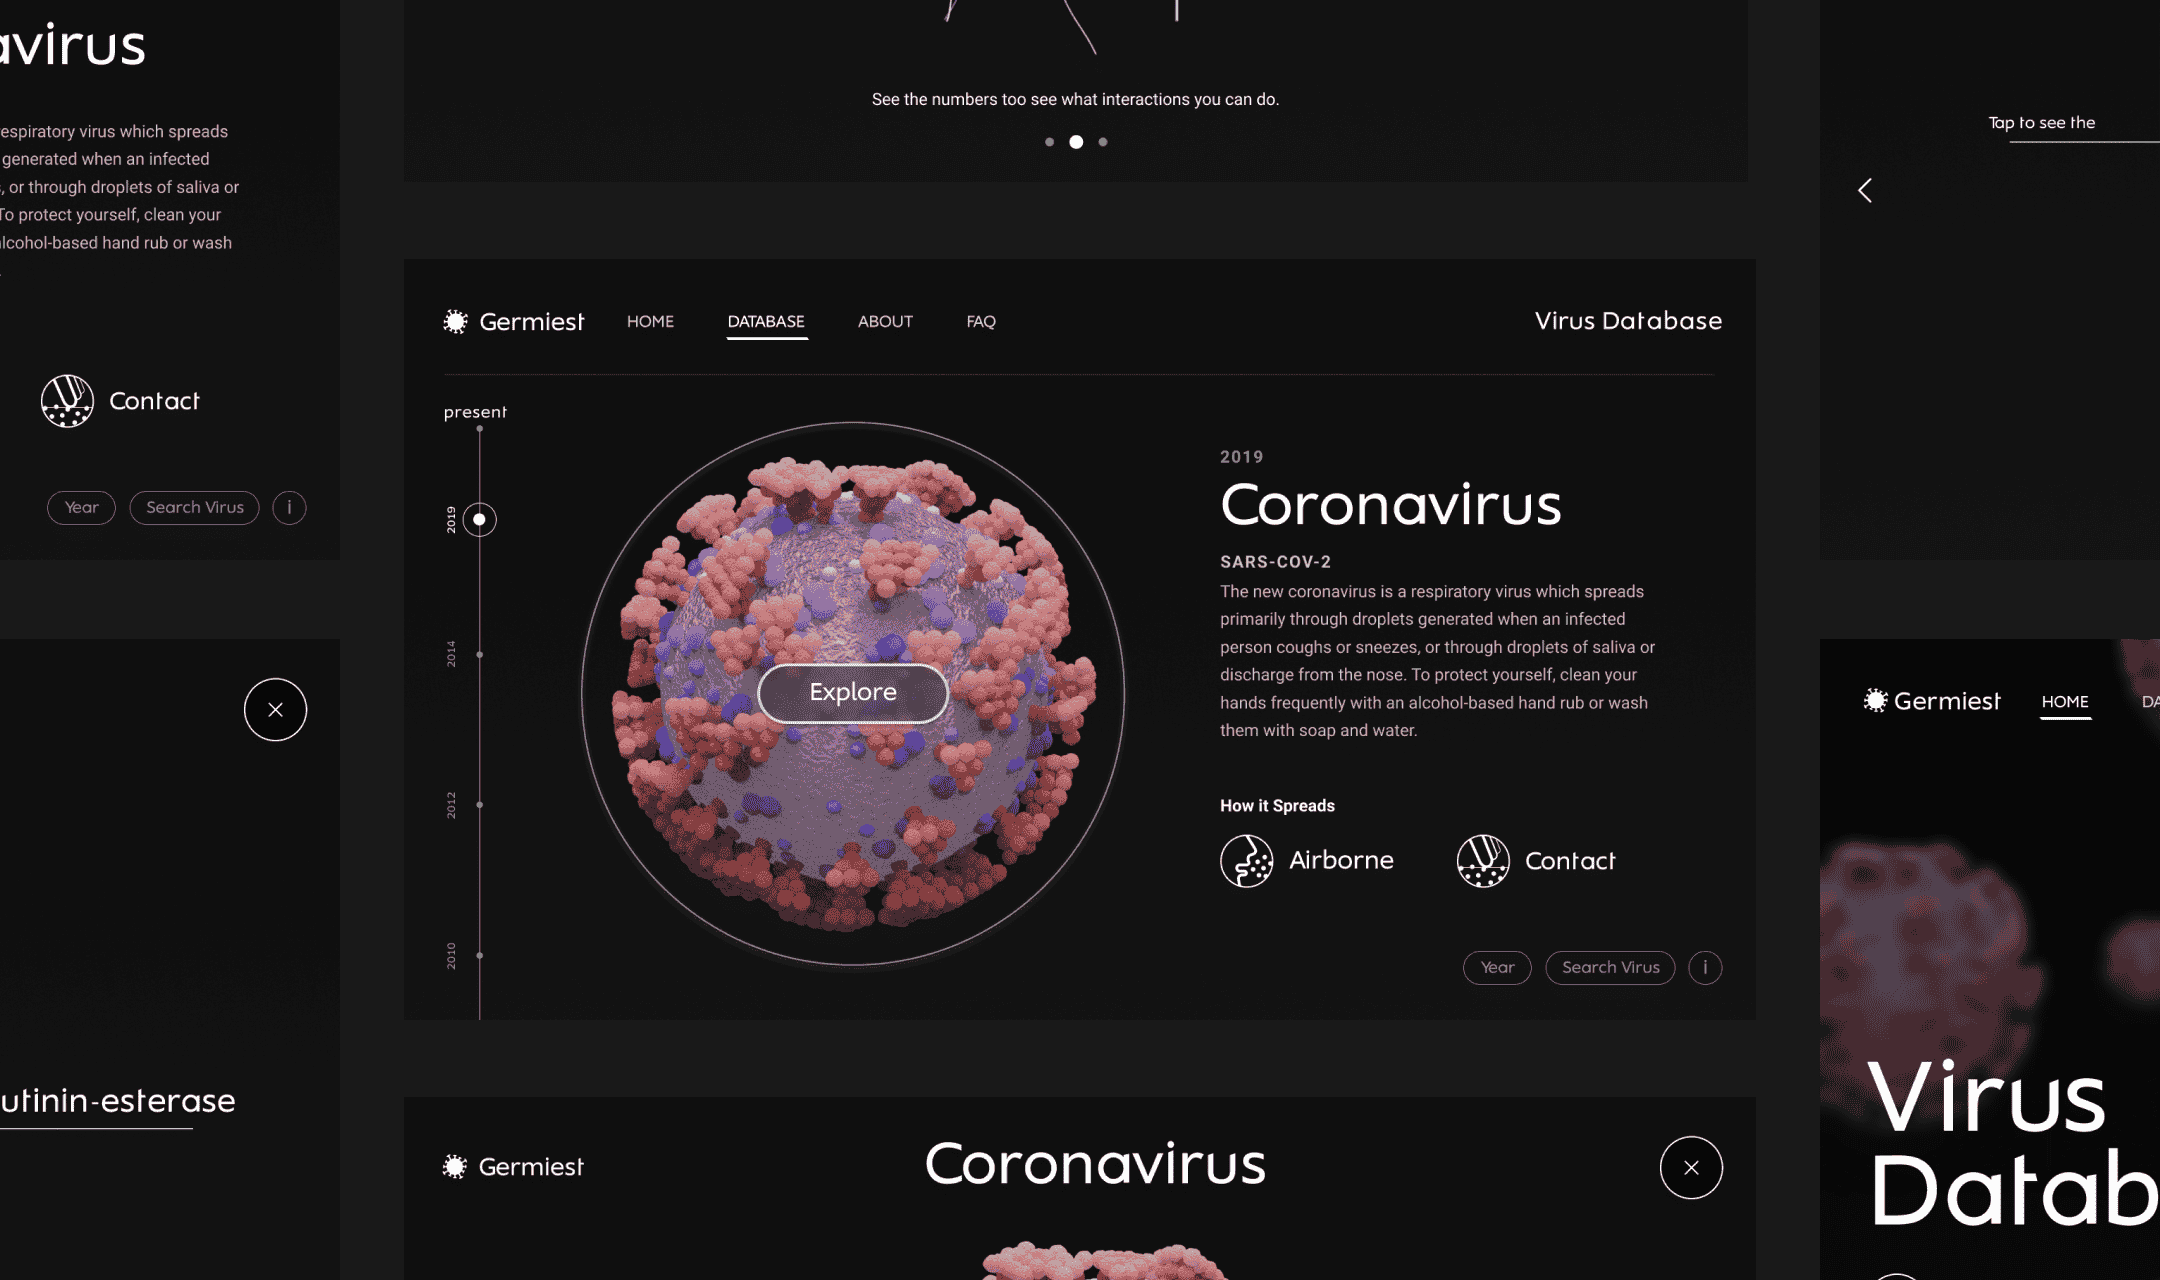 avirus
respiratory virus which spreads
generated when an infected
, or through droplets of saliva or
To protect yourself, clean your
alcohol-based hand rub or wash
.
Contact
Year
Search Virus
i
utinin-esterase
See the numbers too see what interactions you can do.
Germiest
HOME
DATABASE
ABOUT
FAQ
Virus Database
present
2019
2014
2012
2010
Explore
2019
Coronavirus
SARS-COV-2
The new coronavirus is a respiratory virus which spreads
primarily through droplets generated when an infected
person coughs or sneezes, or through droplets of saliva or
discharge from the nose. To protect yourself, clean your
hands frequently with an alcohol-based hand rub or wash
them with soap and water.
How it Spreads
Airborne
Contact
Year
Search Virus
i
Germiest
Coronavirus
Tap to see the
Germiest
HOME
DA
Virus
Datab